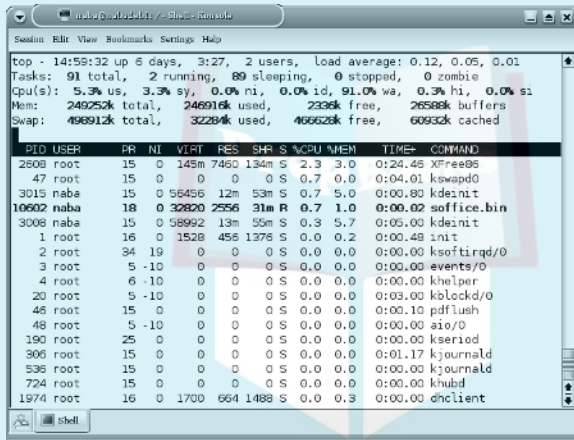 naba@nabadeb1: / - Shell - Konsole
Session Edit View Bookmarks Settings Help
top - 14:59:32 up 6 days, 3:27, 2 users, load average: 0.12, 0.05, 0.01
Tasks: 91 total, 2 running, 89 sleeping, 0 stopped, 0 zombie
Cpu(s): 5.3% us, 3.3% sy, 0.0% ni, 0.0% id, 91.0% wa, 0.3% hi, 0.0% si
Mem: 249252k total, 246916k used, 2336k free, 26588k buffers
Swap: 498912k total, 32284k used, 466628k free, 60932k cached
PID USER PR NI VIRT RES SHR S %CPU %MEM TIME+ COMMAND
2608 root 15 0 145m 7460 134m S 2.3 3.0 0:24.46 XFree86
47 root 15 0 0 0 0 S 0.7 0.0 0:04.01 kswapd0
3015 naba 15 0 56456 12m 53m S 0.7 5.0 0:00.80 kdeinit
10602 naba 18 0 32820 2556 31m R 0.7 1.0 0:00.02 soffice.bin
3008 naba 15 0 58992 13m 55m S 0.3 5.7 0:05.00 kdeinit
1 root 16 0 1528 456 1376 S 0.0 0.2 0:00.48 init
2 root 34 19 0 0 0 S 0.0 0.0 0:00.00 ksoftirqd/0
3 root 5 -10 0 0 0 S 0.0 0.0 0:00.00 events/0
4 root 6 -10 0 0 0 S 0.0 0.0 0:00.00 khelper
20 root 5 -10 0 0 0 S 0.0 0.0 0:03.00 kblockd/0
46 root 15 0 0 0 0 S 0.0 0.0 0:00.10 pdflush
48 root 5 -10 0 0 0 S 0.0 0.0 0:00.00 aio/0
190 root 25 0 0 0 0 S 0.0 0.0 0:00.00 kseriod
306 root 15 0 0 0 0 S 0.0 0.0 0:01.17 kjournald
536 root 15 0 0 0 0 S 0.0 0.0 0:00.00 kjournald
724 root 15 0 0 0 0 S 0.0 0.0 0:00.00 khubd
1974 root 16 0 1700 664 1488 S 0.0 0.3 0:00.00 dhclient
Shell